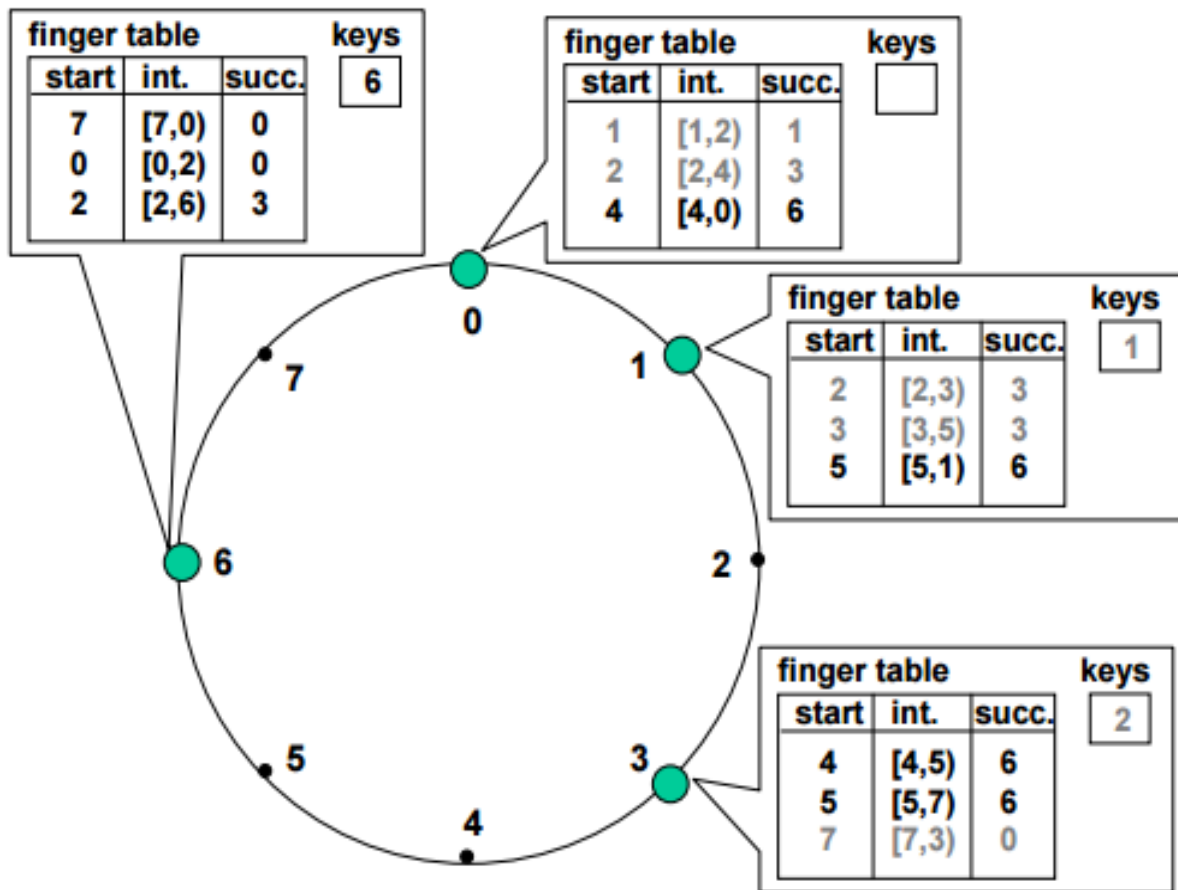 finger table keys
start int. succ.
6
7 [7,0) 0
0 [0,2) 0
2 [2,6) 3
finger table keys
start int. succ.
1 [1,2) 1
2 [2,4) 3
4 [4,0) 6
finger table keys
start int. succ.
1
2 [2,3) 3
3 [3,5) 3
5 [5,1) 6
finger table keys
start int. succ.
2
4 [4,5) 6
5 [5,7) 6
7 [7,3) 0
0
1
2
3
4
5
6
7